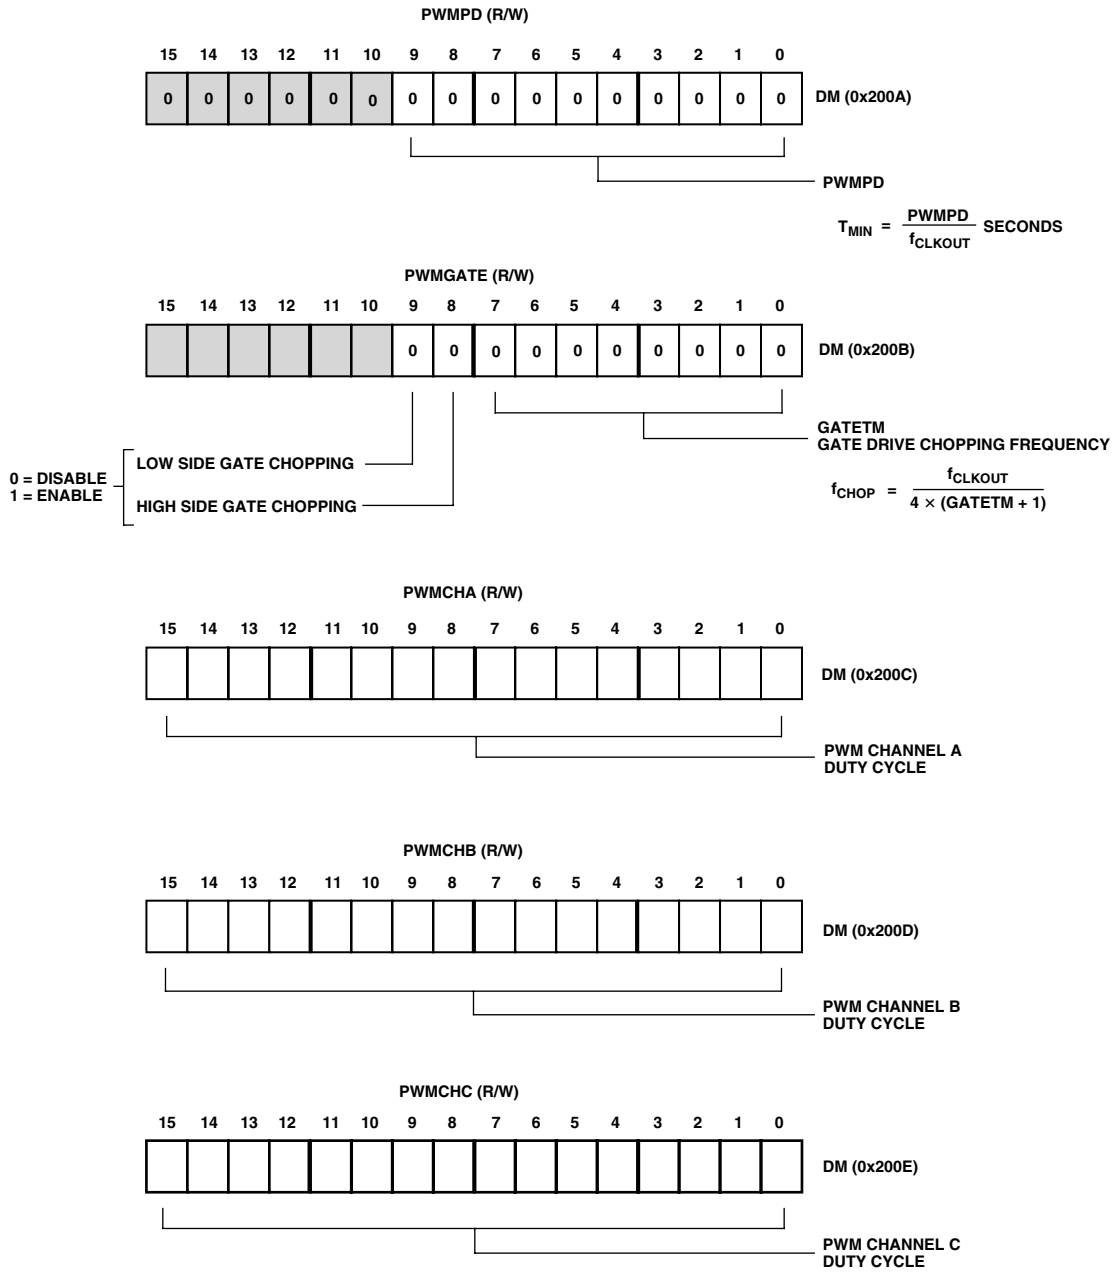 PWMPD (R/W)
15 14 13 12 11 10 9 8 7 6 5 4 3 2 1 0
0 0 0 0 0 0 0 0 0 0 0 0 0 0 0 0 DM (0x200A)
PWMPD
T_MIN = PWMPD / f_CLKOUT SECONDS
PWMGATE (R/W)
15 14 13 12 11 10 9 8 7 6 5 4 3 2 1 0
0 0 0 0 0 0 0 0 0 0 DM (0x200B)
GATETM
GATE DRIVE CHOPPING FREQUENCY
f_CHOP = f_CLKOUT / 4 × (GATETM + 1)
0 = DISABLE
1 = ENABLE
LOW SIDE GATE CHOPPING
HIGH SIDE GATE CHOPPING
PWMCHA (R/W)
15 14 13 12 11 10 9 8 7 6 5 4 3 2 1 0
DM (0x200C)
PWM CHANNEL A
DUTY CYCLE
PWMCHB (R/W)
15 14 13 12 11 10 9 8 7 6 5 4 3 2 1 0
DM (0x200D)
PWM CHANNEL B
DUTY CYCLE
PWMCHC (R/W)
15 14 13 12 11 10 9 8 7 6 5 4 3 2 1 0
DM (0x200E)
PWM CHANNEL C
DUTY CYCLE